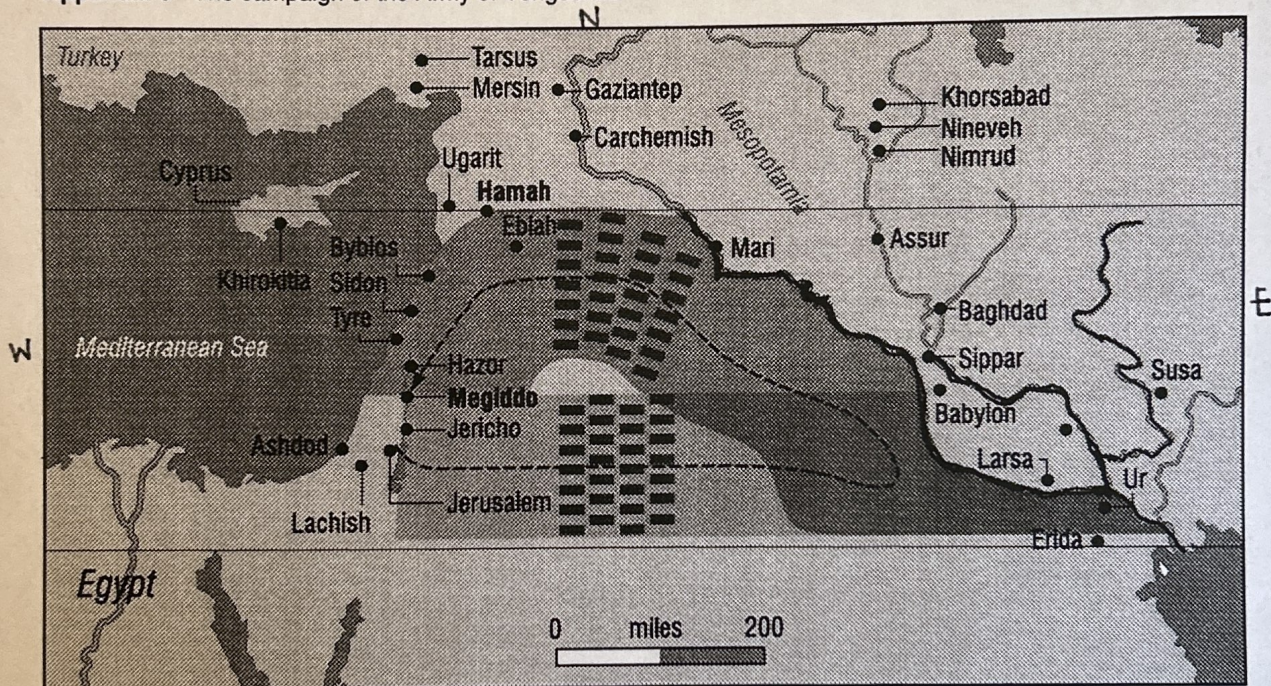 N
Turkey
Tarsus
Mersin
Gaziantep
Khorsabad
Nineveh
Nimrud
Carchemish
Mesopotamia
Ugarit
Cyprus
Hamah
Eblah
Byblos
Mari
Assur
Khirokitia
Sidon
Tyre
Baghdad
E
W
Mediterranean Sea
Sippar
Hazor
Susa
Megiddo
Babylon
Jericho
Ashdod
Larsa
Ur
Jerusalem
Lachish
Erida
Egypt
0 miles 200